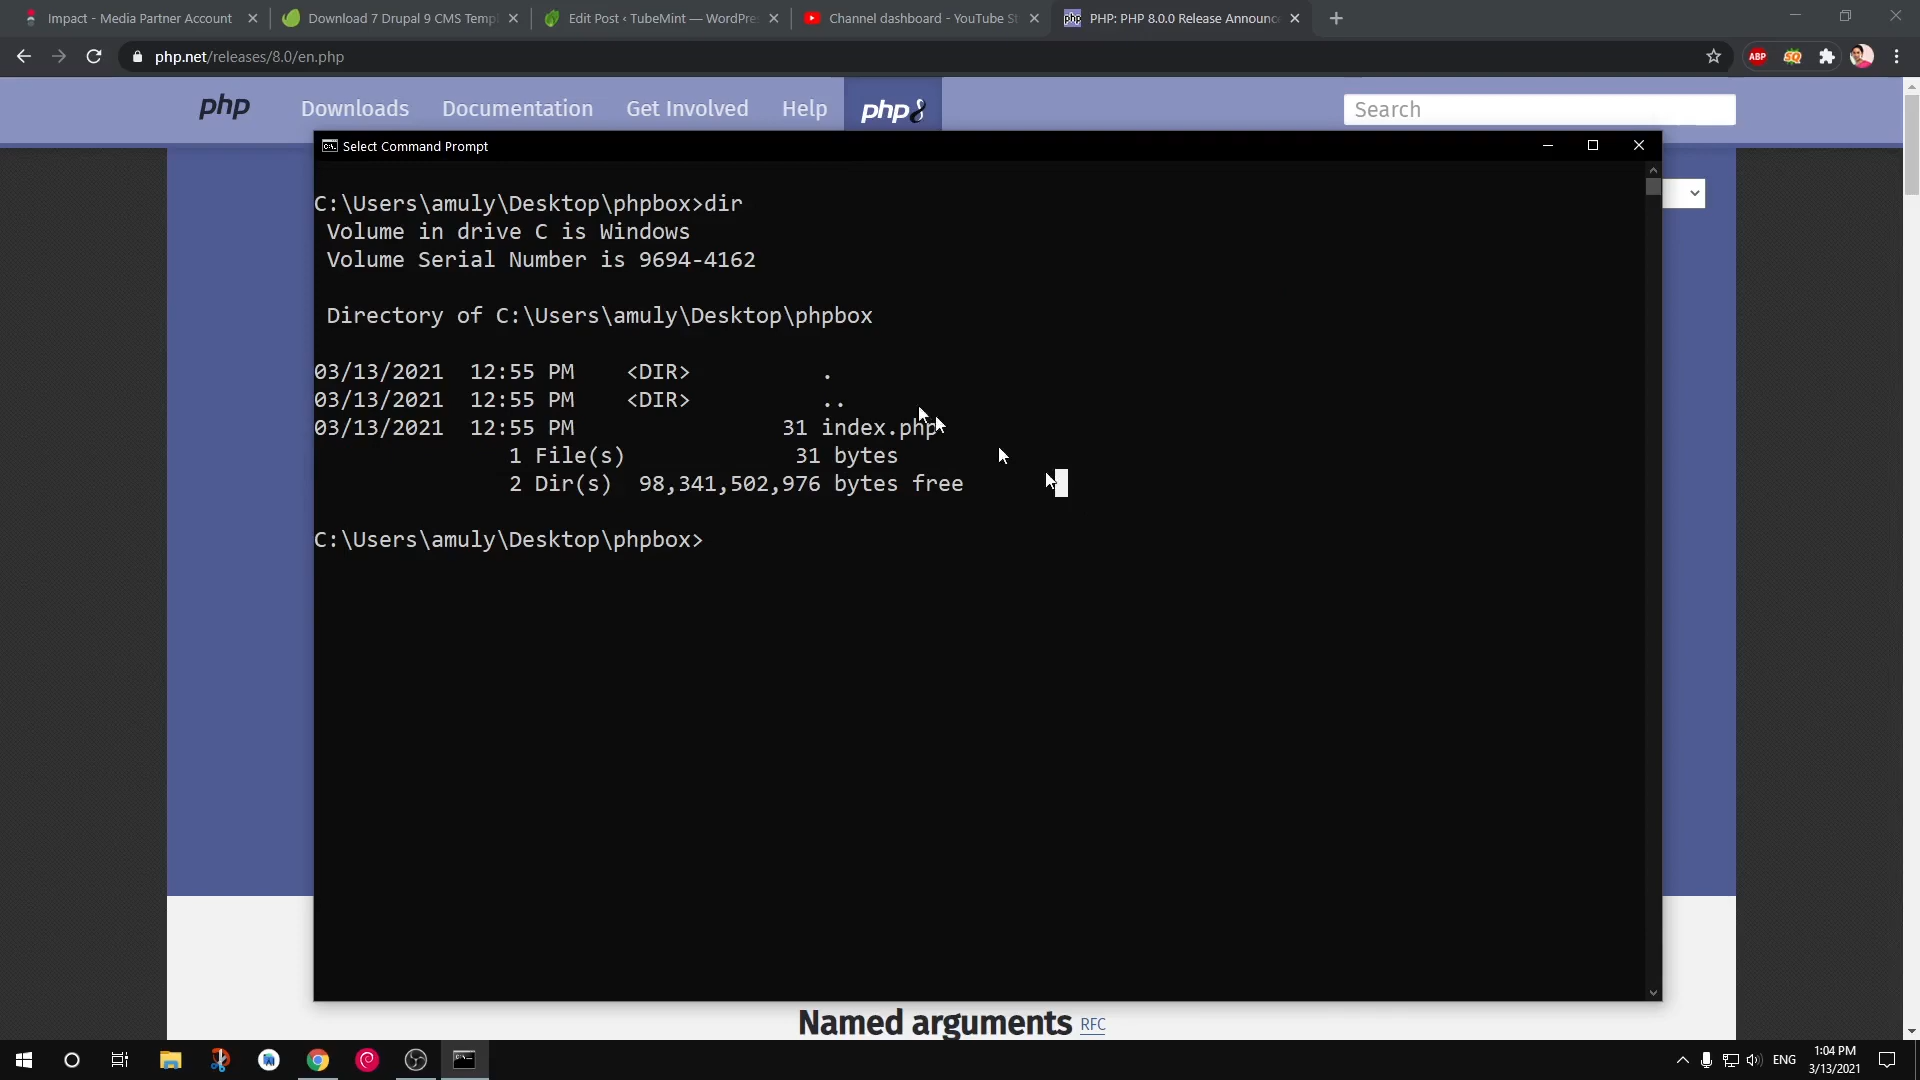 Impact - Media Partner Account
Download 7 Drupal 9 CMS Templ
Edit Post ‹ TubeMint — WordPre
Channel dashboard - YouTube St
php PHP: PHP 8.0.0 Release Announc
php.net/releases/8.0/en.php
ABP
SQ
php Downloads Documentation Get Involved Help php8 Search
Select Command Prompt
C:\Users\amuly\Desktop\phpbox>dir
Volume in drive C is Windows
Volume Serial Number is 9694-4162
Directory of C:\Users\amuly\Desktop\phpbox
03/13/2021 12:55 PM <DIR> .
03/13/2021 12:55 PM <DIR> ..
03/13/2021 12:55 PM 31 index.php
1 File(s) 31 bytes
2 Dir(s) 98,341,502,976 bytes free
C:\Users\amuly\Desktop\phpbox>
Named arguments RFC
ENG
1:04 PM
3/13/2021